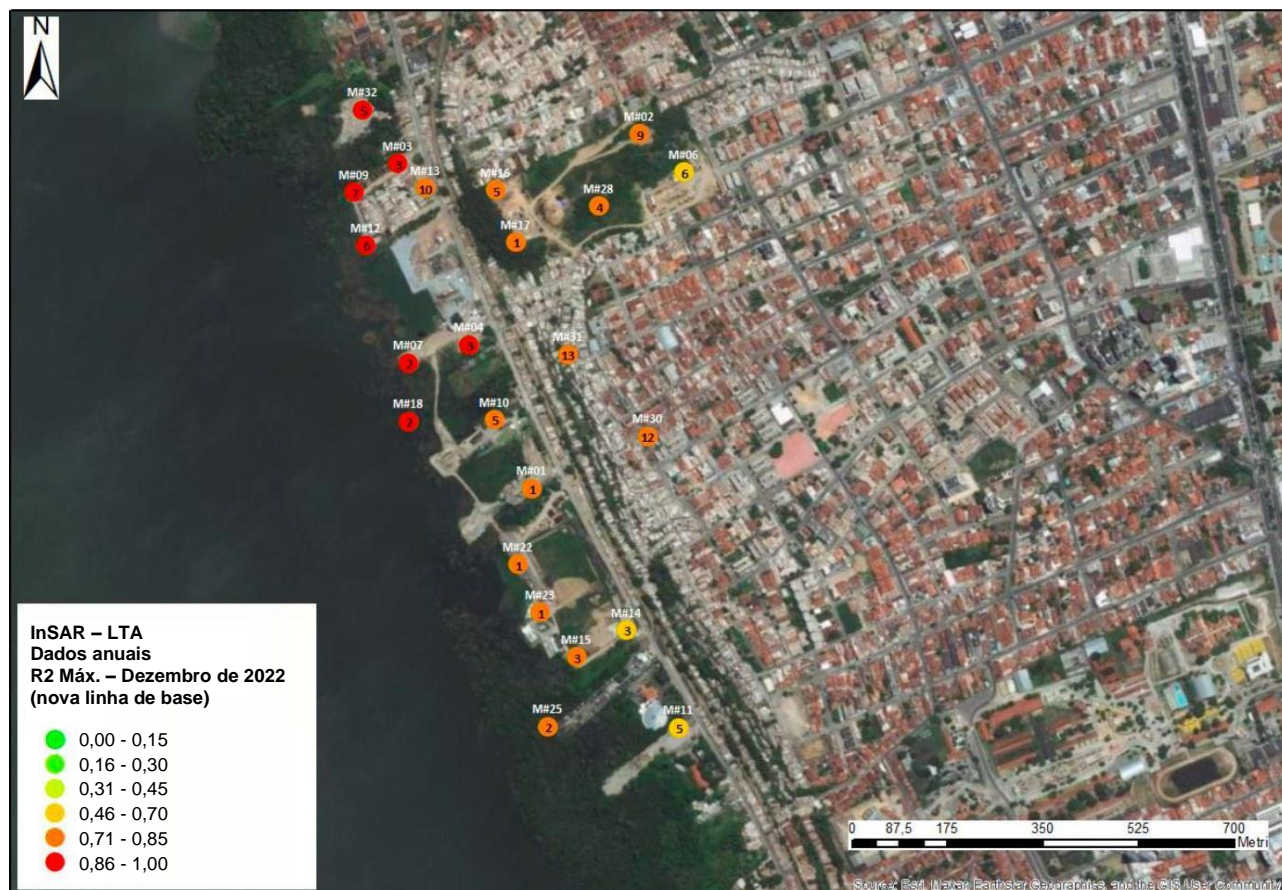 N
M#32
5
M#03
3
M#09
7
M#13
10
M#12
6
M#16
5
M#02
9
M#06
6
M#28
4
M#17
1
M#04
3
M#07
2
M#31
13
M#18
2
M#10
5
M#30
12
M#01
1
M#22
1
M#23
1
M#14
3
M#15
3
M#25
2
M#11
5
InSAR – LTA
Dados anuais
R2 Máx. – Dezembro de 2022
(nova linha de base)
0,00 - 0,15
0,16 - 0,30
0,31 - 0,45
0,46 - 0,70
0,71 - 0,85
0,86 - 1,00
0 87,5 175 350 525 700
Metri
Source: Esri, Maxar, Earthstar Geographics, and the GIS User Community